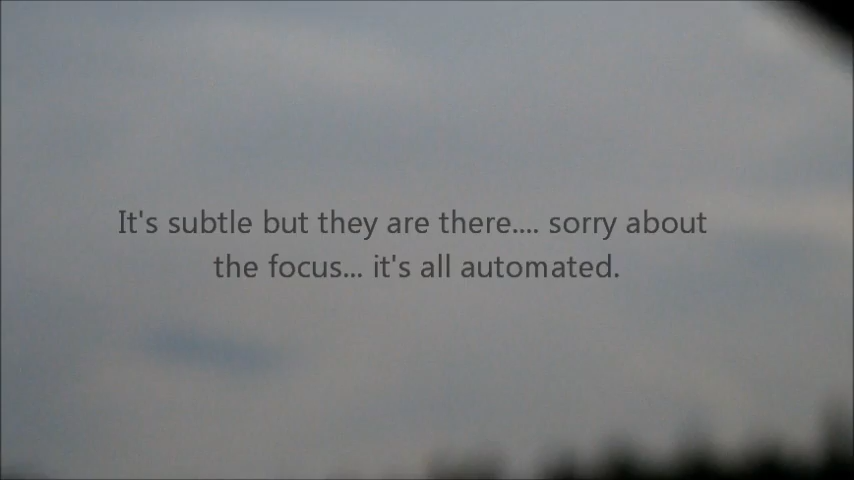 It's subtle but they are there.... sorry about
the focus... it's all automated.